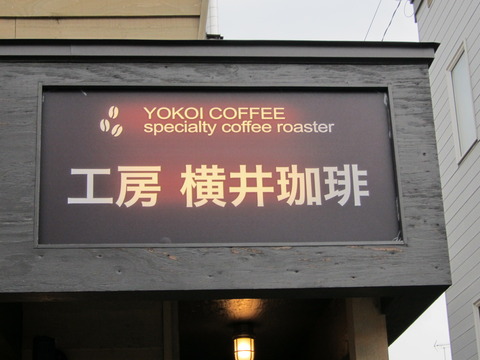 YOKOI COFFEE
specialty coffee roaster
工房 横井珈琲